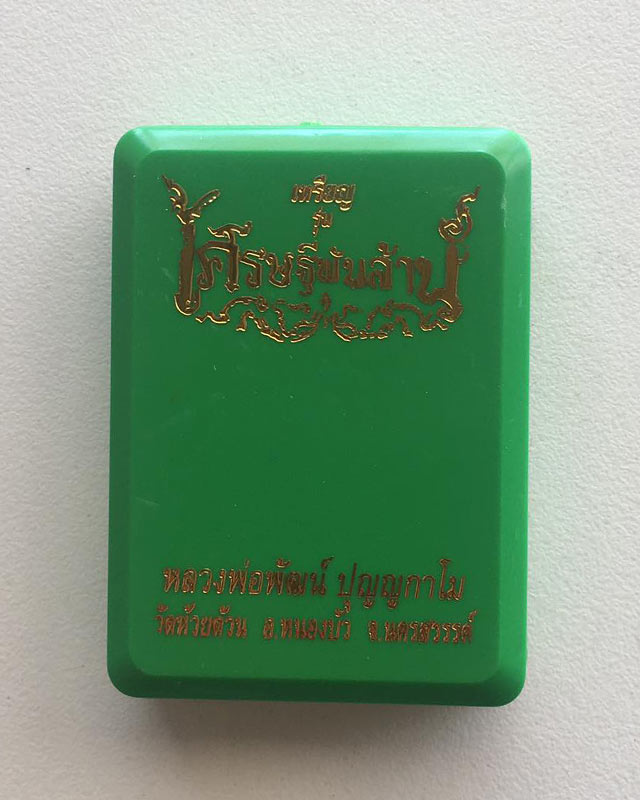 เหรียญ
รุ่น
เศรษฐีพันล้าน
หลวงพ่อพัฒน์ ปุญญกาโม
วัดห้วยด้วน อ.หนองบัว จ.นครสวรรค์